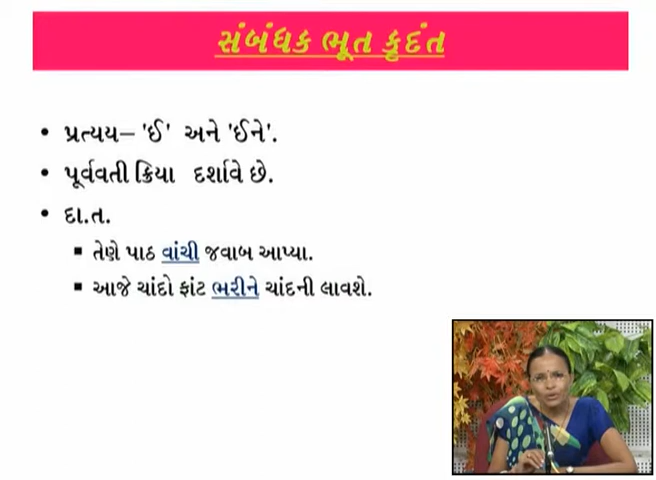 સંબંધક ભૂત કૃદંત
• પ્રત્યય– 'ઈ' અને 'ઈને'.
• પૂર્વવતી ક્રિયા દર્શાવે છે.
• દા.ત.
▪ તેણે પાઠ વાંચી જવાબ આપ્યા.
▪ આજે ચાંદો ફાંટ ભરીને ચાંદની લાવશે.